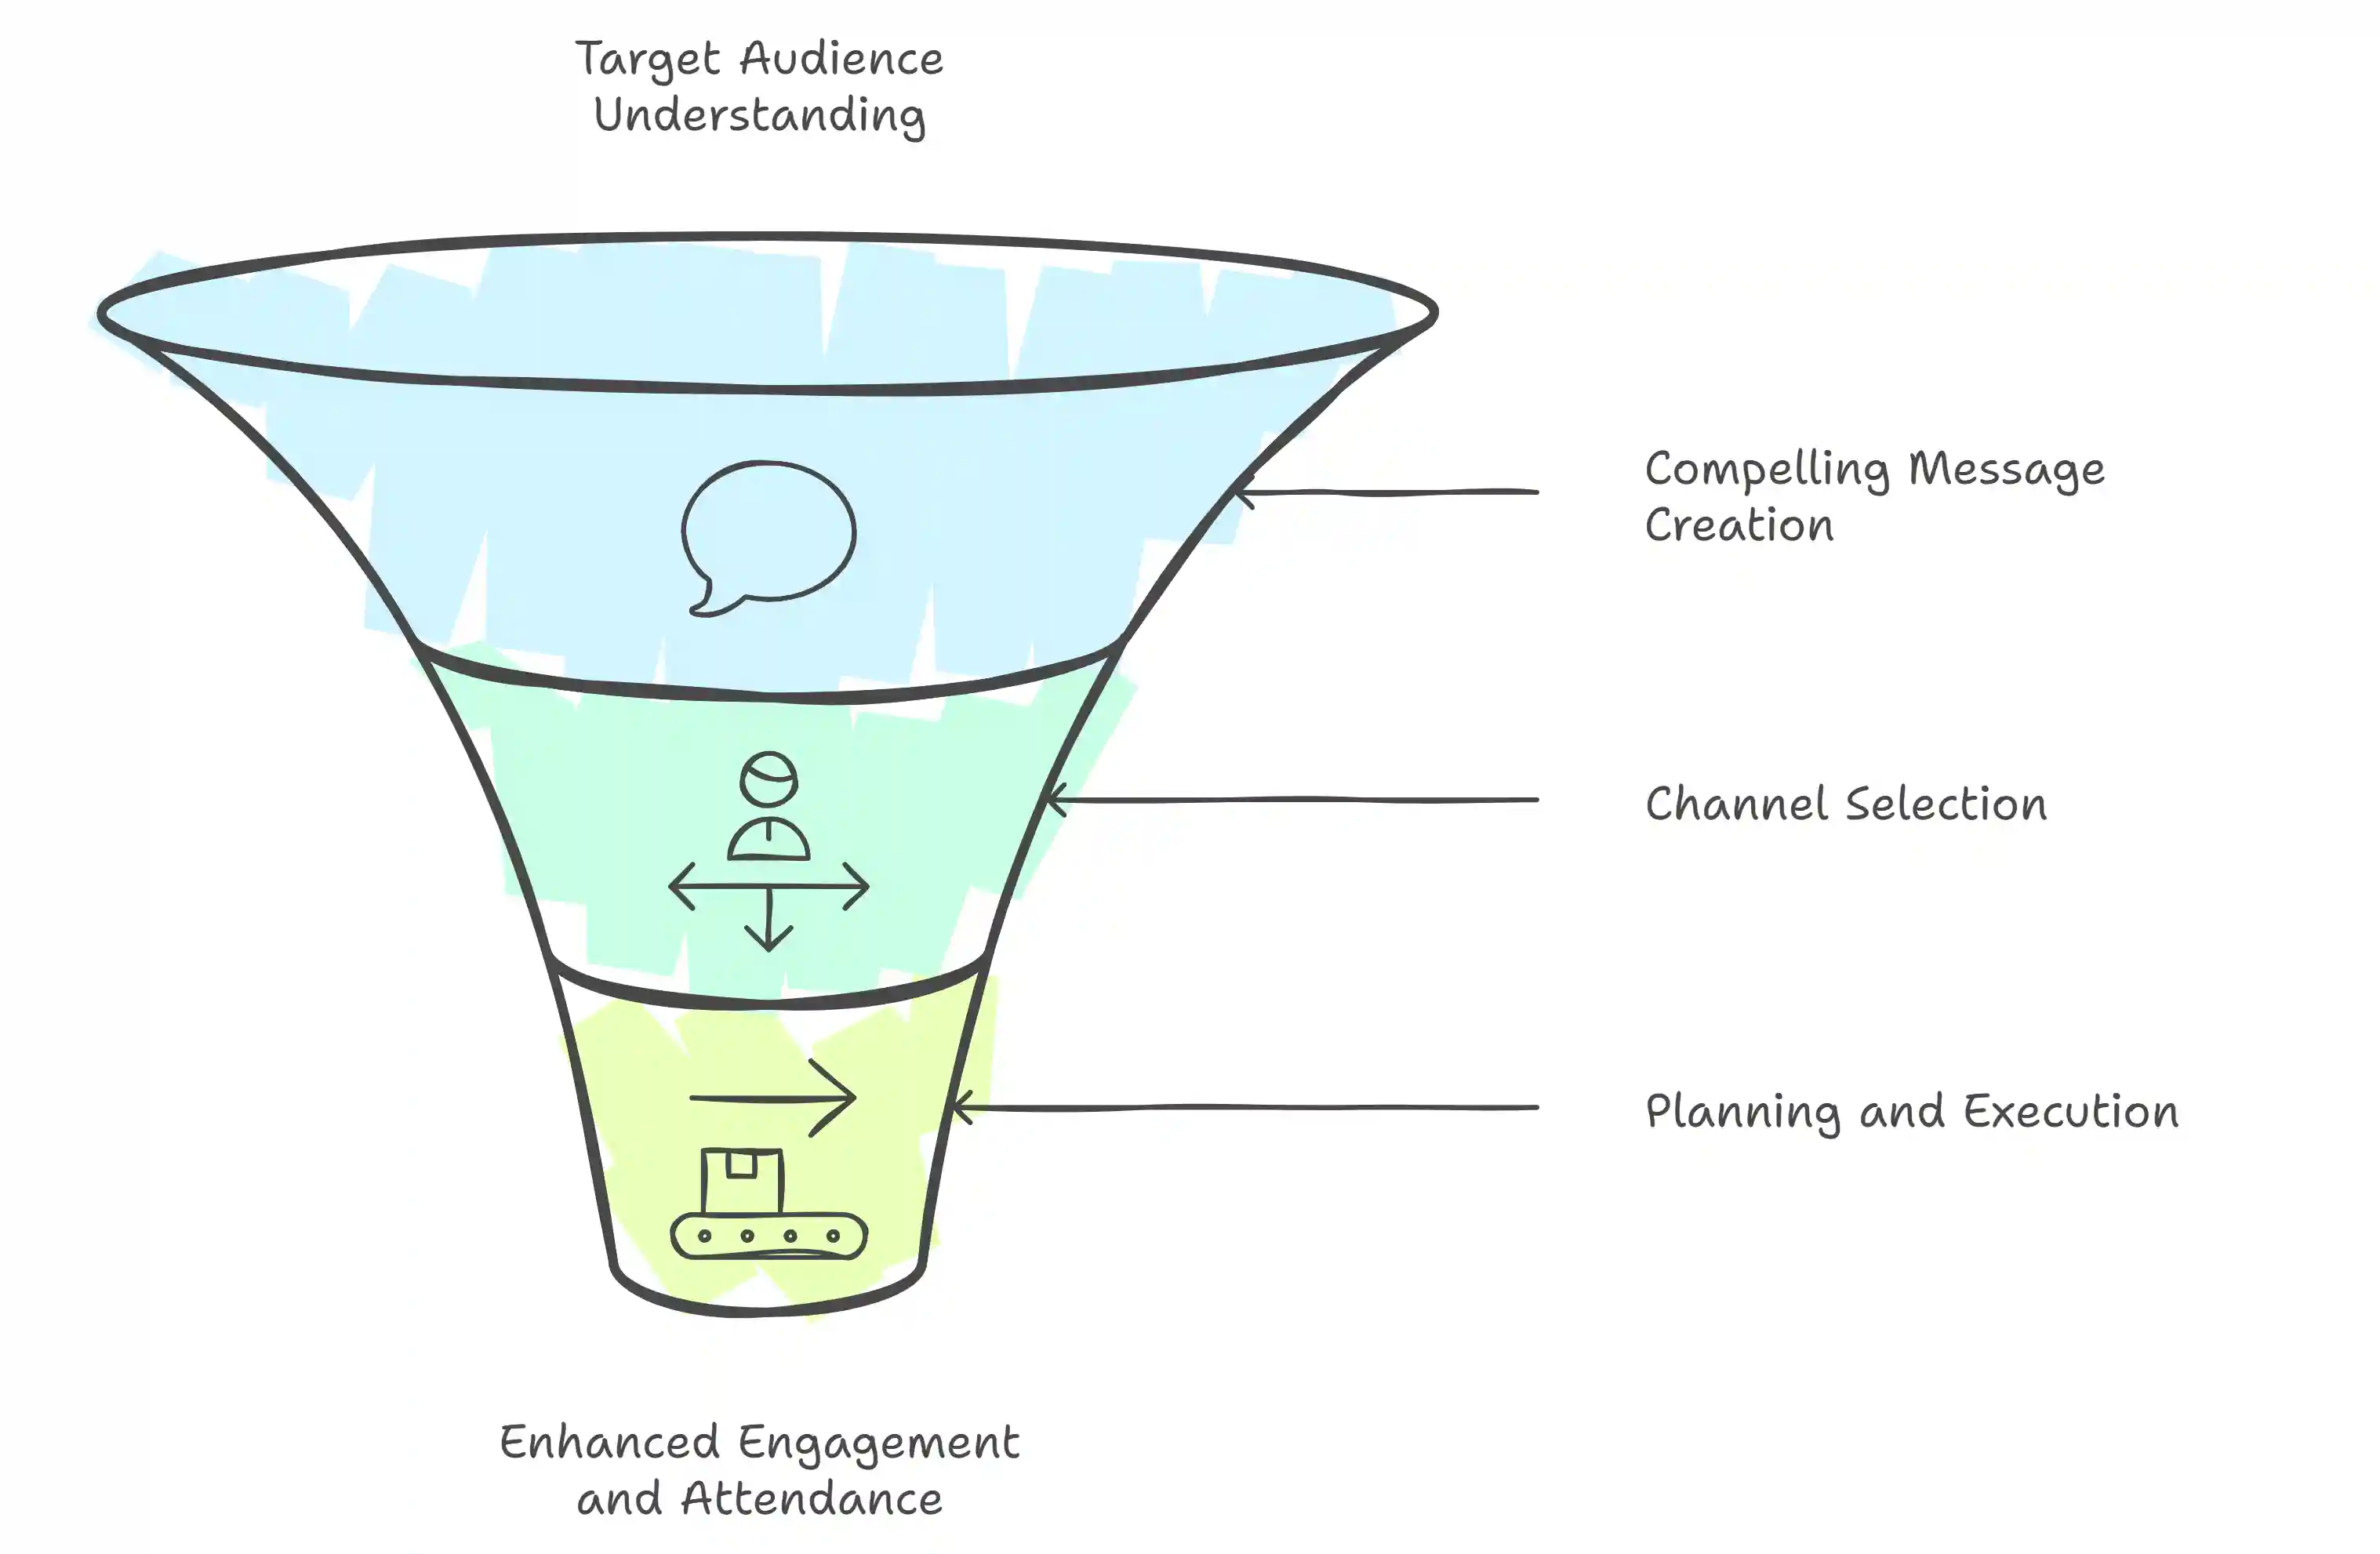 Target Audience
Understanding
Compelling Message
Creation
Channel Selection
Planning and Execution
Enhanced Engagement
and Attendance